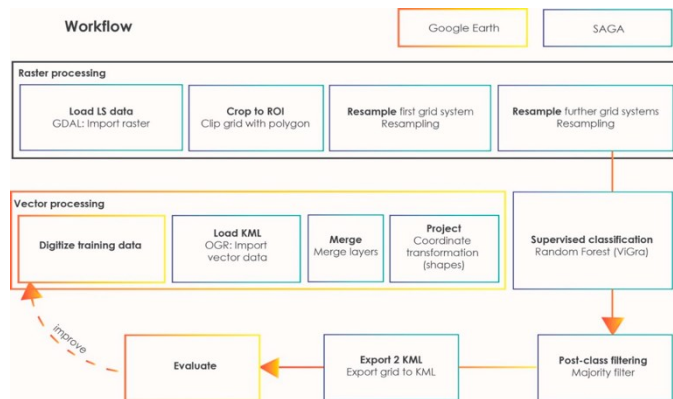 Workflow
Google Earth
SAGA
Raster processing
Load LS data
GDAL: Import raster
Crop to ROI
Clip grid with polygon
Resample first grid system
Resampling
Resample further grid systems
Resampling
Vector processing
Digitize training data
Load KML
OGR: Import
vector data
Merge
Merge layers
Project
Coordinate
transformation
(shapes)
Supervised classification
Random Forest (ViGra)
improve
Evaluate
Export 2 KML
Export grid to KML
Post-class filtering
Majority filter